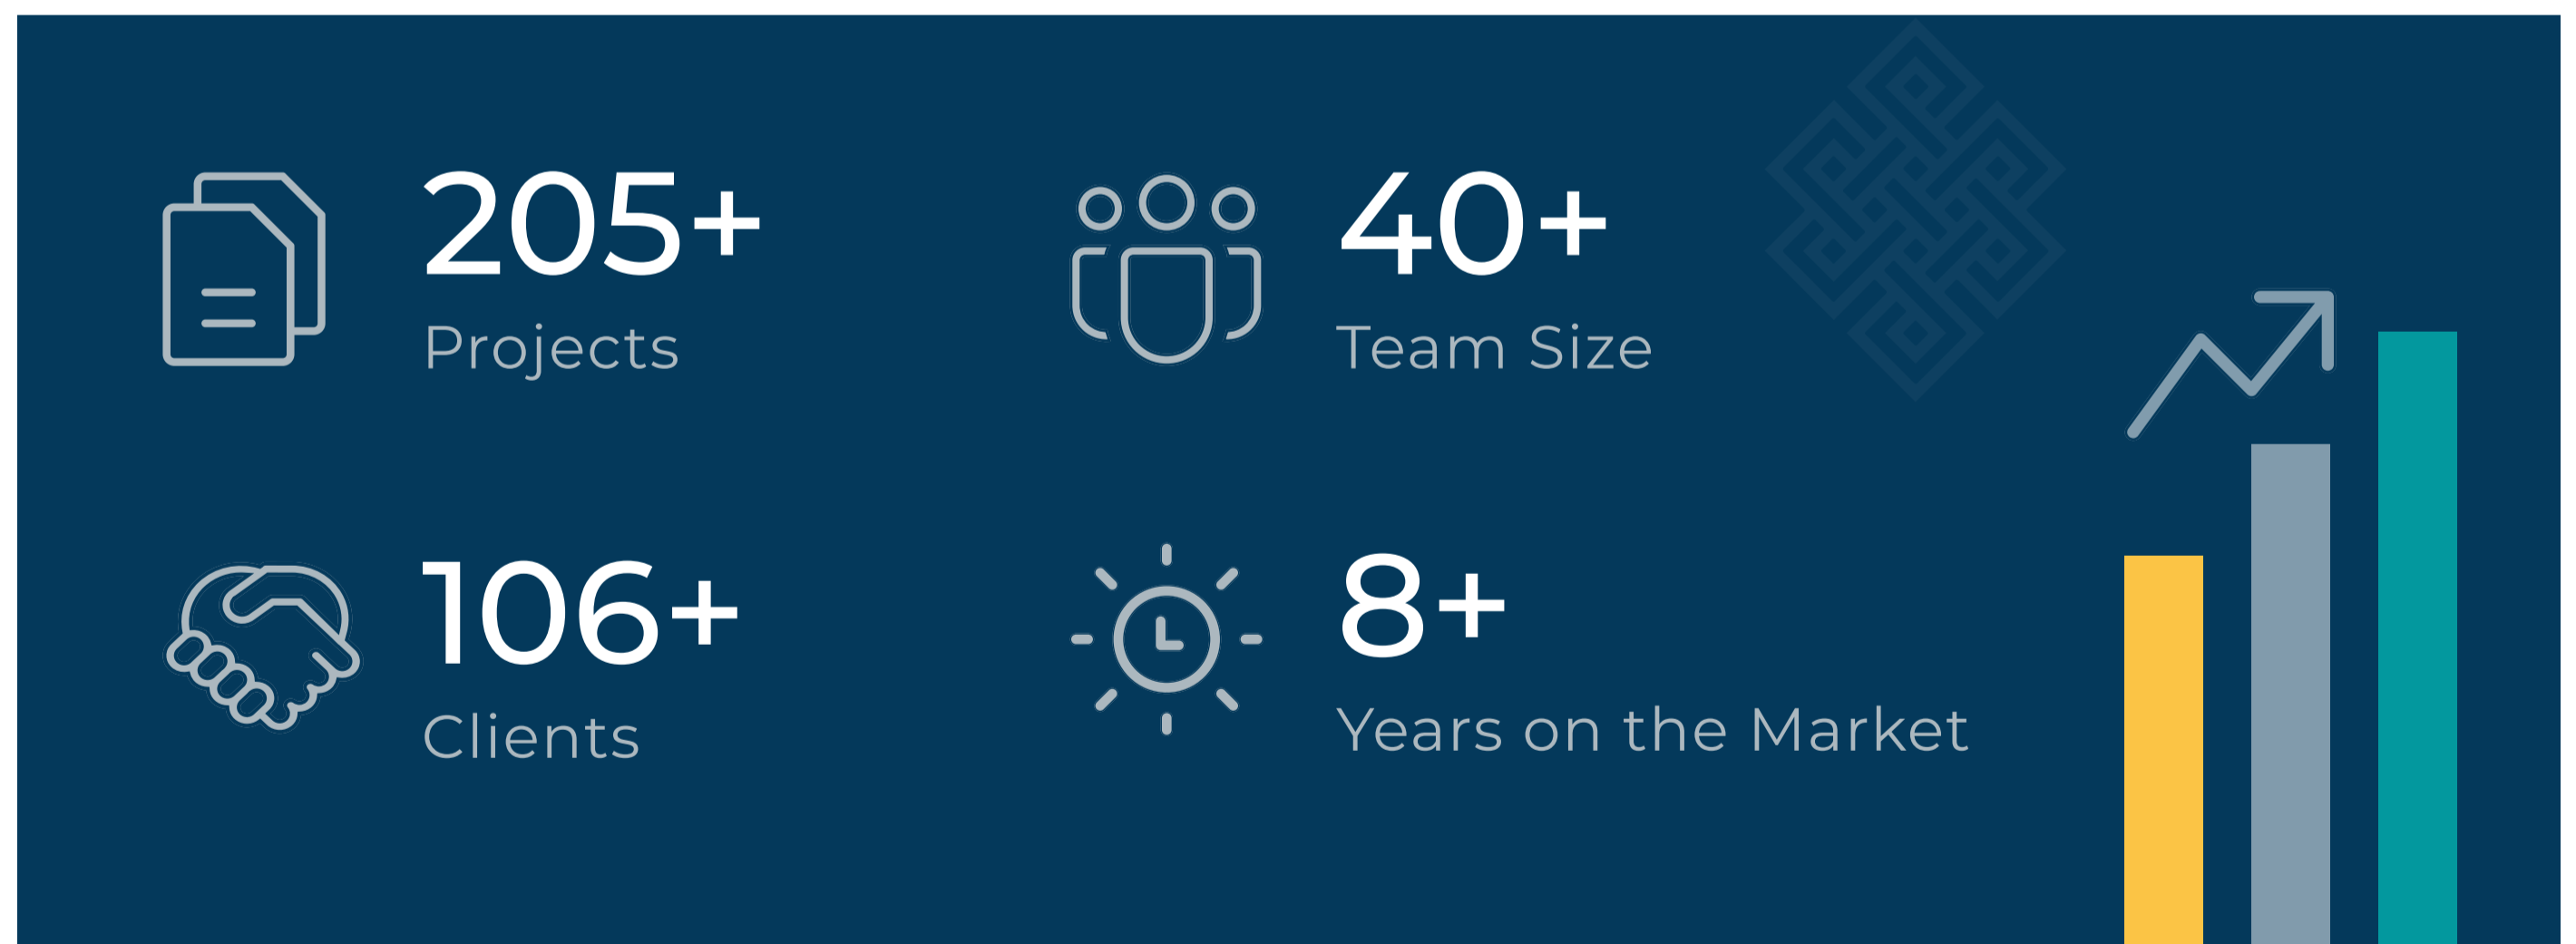 205+
Projects
40+
Team Size
106+
Clients
8+
Years on the Market